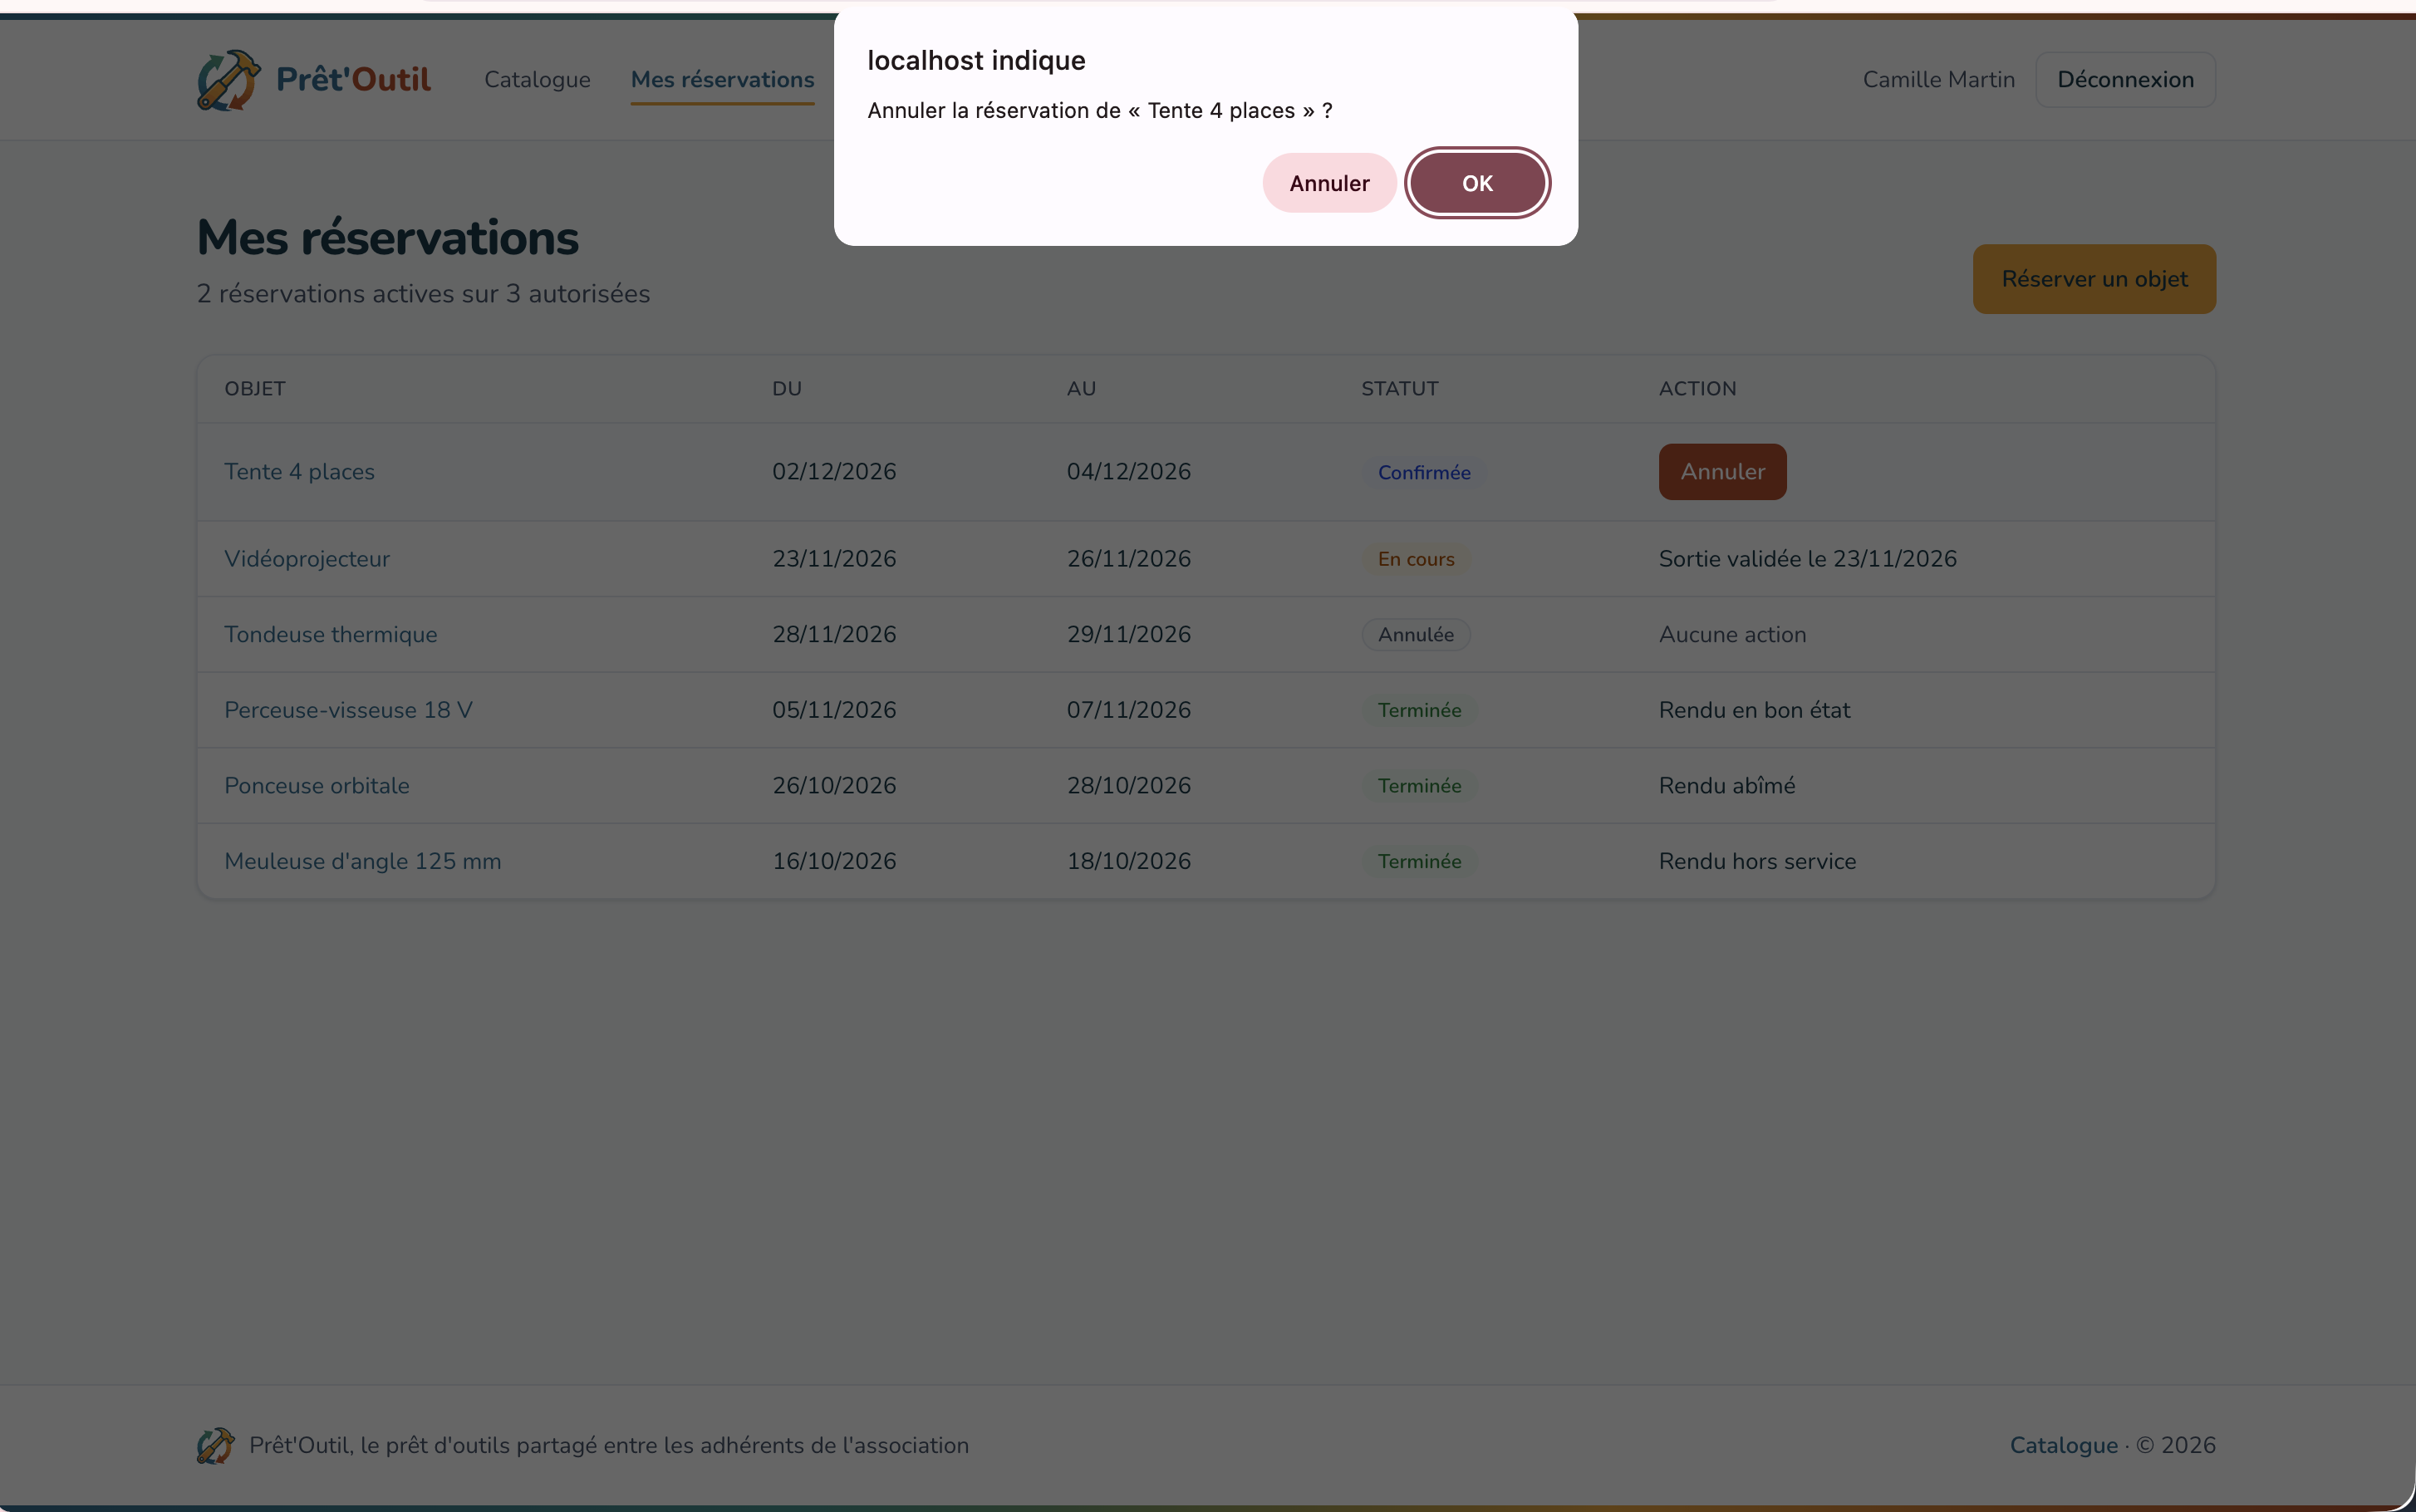 localhost indique
Annuler la réservation de « Tente 4 places » ?
Annuler OK
Prêt'Outil Catalogue Mes réservations Camille Martin Déconnexion
Mes réservations
2 réservations actives sur 3 autorisées
Réserver un objet
OBJET DU AU STATUT ACTION
Tente 4 places 02/12/2026 04/12/2026 Confirmée Annuler
Vidéoprojecteur 23/11/2026 26/11/2026 En cours Sortie validée le 23/11/2026
Tondeuse thermique 28/11/2026 29/11/2026 Annulée Aucune action
Perceuse-visseuse 18 V 05/11/2026 07/11/2026 Terminée Rendu en bon état
Ponceuse orbitale 26/10/2026 28/10/2026 Terminée Rendu abîmé
Meuleuse d'angle 125 mm 16/10/2026 18/10/2026 Terminée Rendu hors service
Prêt'Outil, le prêt d'outils partagé entre les adhérents de l'association Catalogue · © 2026